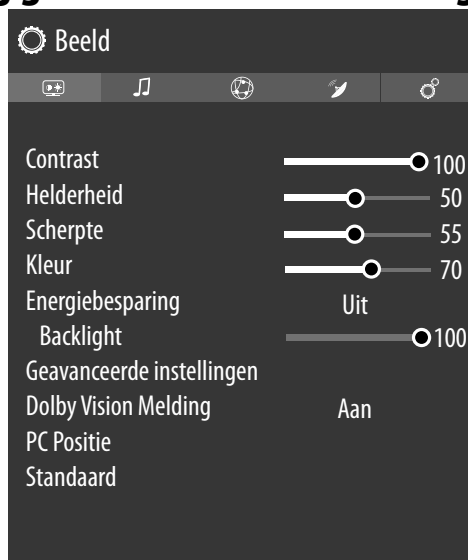 Beeld
Contrast 100
Helderheid 50
Scherpte 55
Kleur 70
Energiebesparing Uit
Backlight 100
Geavanceerde instellingen
Dolby Vision Melding Aan
PC Positie
Standaard